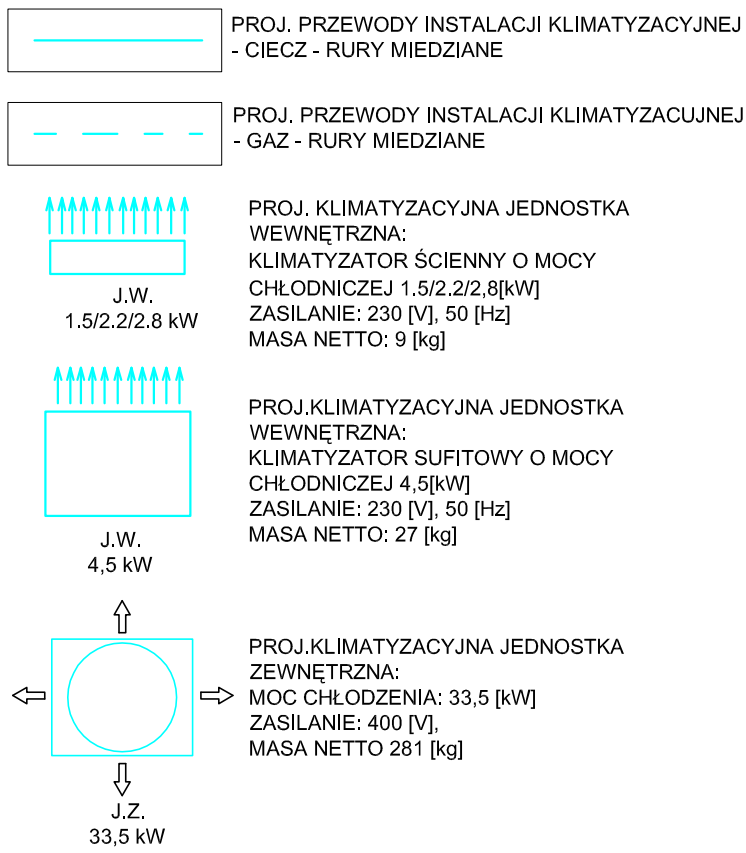 PROJ. PRZEWODY INSTALACJI KLIMATYZACYJNEJ
- CIECZ - RURY MIEDZIANE
PROJ. PRZEWODY INSTALACJI KLIMATYZACUJNEJ
- GAZ - RURY MIEDZIANE
J.W.
1.5/2.2/2.8 kW
PROJ. KLIMATYZACYJNA JEDNOSTKA
WEWNĘTRZNA:
KLIMATYZATOR ŚCIENNY O MOCY
CHŁODNICZEJ 1.5/2.2/2,8[kW]
ZASILANIE: 230 [V], 50 [Hz]
MASA NETTO: 9 [kg]
J.W.
4,5 kW
PROJ.KLIMATYZACYJNA JEDNOSTKA
WEWNĘTRZNA:
KLIMATYZATOR SUFITOWY O MOCY
CHŁODNICZEJ 4,5[kW]
ZASILANIE: 230 [V], 50 [Hz]
MASA NETTO: 27 [kg]
J.Z.
33,5 kW
PROJ.KLIMATYZACYJNA JEDNOSTKA
ZEWNĘTRZNA:
MOC CHŁODZENIA: 33,5 [kW]
ZASILANIE: 400 [V],
MASA NETTO 281 [kg]